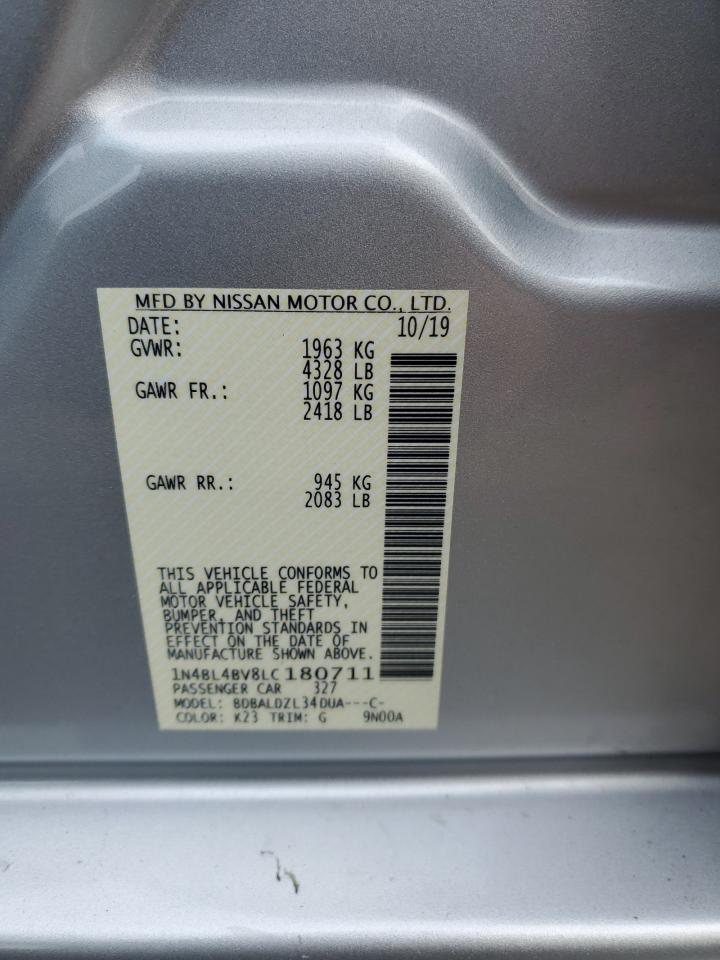 MFD BY NISSAN MOTOR CO., LTD.
DATE: 10/19
GVWR: 1963 KG
4328 LB
GAWR FR.: 1097 KG
2418 LB
GAWR RR.: 945 KG
2083 LB
THIS VEHICLE CONFORMS TO
ALL APPLICABLE FEDERAL
MOTOR VEHICLE SAFETY,
BUMPER, AND THEFT
PREVENTION STANDARDS IN
EFFECT ON THE DATE OF
MANUFACTURE SHOWN ABOVE.
1N4BL4BV8LC180711
PASSENGER CAR 327
MODEL: BDBALDZL34DUA---C-
COLOR: K23 TRIM: G 9N00A